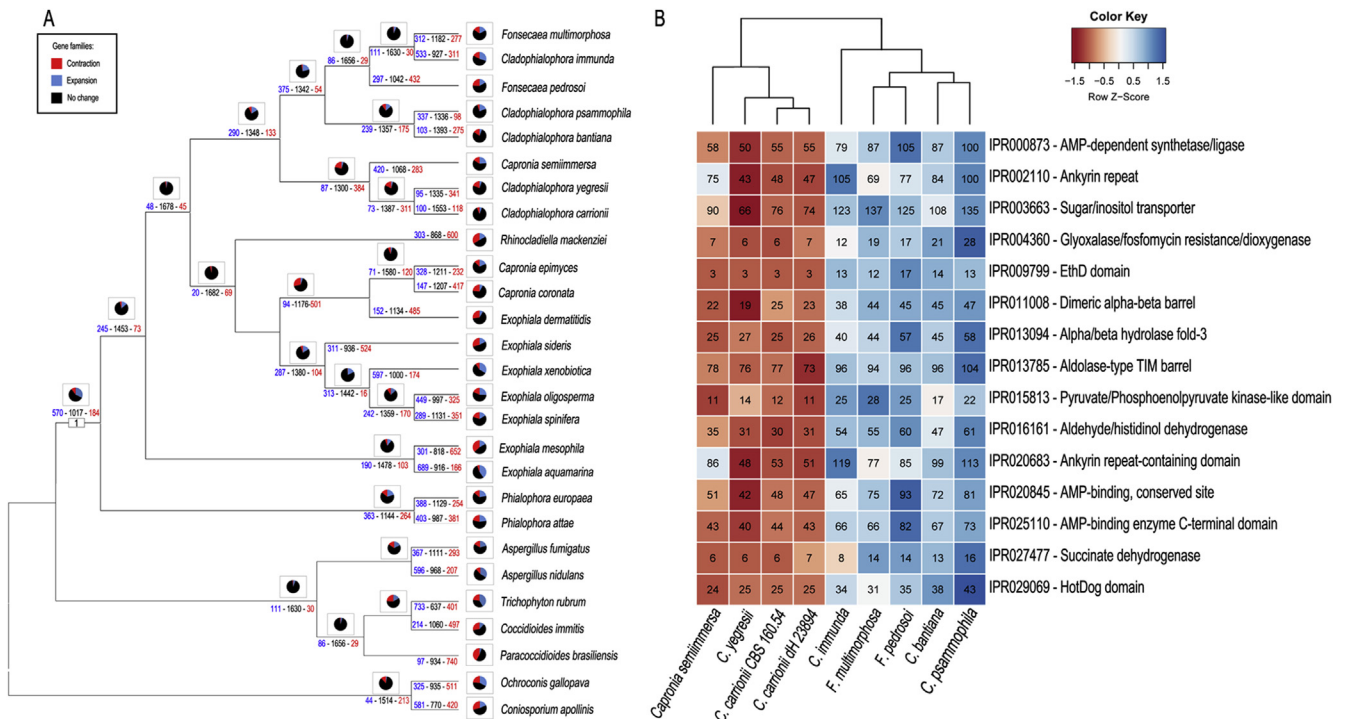 A
Gene families:
Contraction
Expansion
No change
312 - 1182 - 277
Fonsecaea multimorphosa
111 - 1630 - 30
533 - 927 - 311
Cladophialophora immunda
86 - 1656 - 29
297 - 1042 - 432
Fonsecaea pedrosoi
375 - 1342 - 54
337 - 1336 - 98
Cladophialophora psammophila
239 - 1357 - 175
103 - 1393 - 275
Cladophialophora bantiana
290 - 1348 - 133
420 - 1068 - 283
Capronia semiimmersa
87 - 1300 - 384
95 - 1335 - 341
Cladophialophora yegresii
73 - 1387 - 311
100 - 1553 - 118
Cladophialophora carrionii
48 - 1678 - 45
303 - 868 - 600
Rhinocladiella mackenziei
20 - 1682 - 69
71 - 1580 - 120
328 - 1211 - 232
Capronia epimyces
147 - 1207 - 417
Capronia coronata
94 -1176-501
152 - 1134 - 485
Exophiala dermatitidis
245 - 1453 - 73
311 - 936 - 524
Exophiala sideris
287 - 1380 - 104
597 - 1000 - 174
Exophiala xenobiotica
313 - 1442 - 16
449 - 997 - 325
Exophiala oligosperma
242 - 1359 - 170
289 - 1131 - 351
Exophiala spinifera
570 - 1017 - 184
1
301 - 818 - 652
Exophiala mesophila
190 - 1478 - 103
689 - 916 - 166
Exophiala aquamarina
388 - 1129 - 254
Phialophora europaea
363 - 1144 - 264
403 - 987 - 381
Phialophora attae
367 - 1111 - 293
Aspergillus fumigatus
596 - 968 - 207
Aspergillus nidulans
111 - 1630 - 30
733 - 637 - 401
Trichophyton rubrum
214 - 1060 - 497
Coccidioides immitis
86 - 1656 - 29
97 - 934 - 740
Paracoccidioides brasiliensis
325 - 935 - 511
Ochroconis gallopava
44 - 1514 - 213
581 - 770 - 420
Coniosporium apollinis
B
Color Key
−1.5 −0.5 0.5 1.5
Row Z-Score
58 50 55 55 79 87 105 87 100 IPR000873 - AMP-dependent synthetase/ligase
75 43 48 47 105 69 77 84 100 IPR002110 - Ankyrin repeat
90 66 76 74 123 137 125 108 135 IPR003663 - Sugar/inositol transporter
7 6 6 7 12 19 17 21 28 IPR004360 - Glyoxalase/fosfomycin resistance/dioxygenase
3 3 3 3 13 12 17 14 13 IPR009799 - EthD domain
22 19 25 23 38 44 45 45 47 IPR011008 - Dimeric alpha-beta barrel
25 27 25 26 40 44 57 45 58 IPR013094 - Alpha/beta hydrolase fold-3
78 76 77 73 96 94 96 96 104 IPR013785 - Aldolase-type TIM barrel
11 14 12 11 25 28 25 17 22 IPR015813 - Pyruvate/Phosphoenolpyruvate kinase-like domain
35 31 30 31 54 55 60 47 61 IPR016161 - Aldehyde/histidinol dehydrogenase
86 48 53 51 119 77 85 99 113 IPR020683 - Ankyrin repeat-containing domain
51 42 48 47 65 75 93 72 81 IPR020845 - AMP-binding, conserved site
43 40 44 43 66 66 82 67 73 IPR025110 - AMP-binding enzyme C-terminal domain
6 6 6 7 8 14 14 13 16 IPR027477 - Succinate dehydrogenase
24 25 25 25 34 31 35 38 43 IPR029069 - HotDog domain
Capronia semiimmersa
C. yegresii
C. carrionii CBS 160.54
C. carrionii dH 23894
C. immunda
F. multimorphosa
F. pedrosoi
C. bantiana
C. psammophila